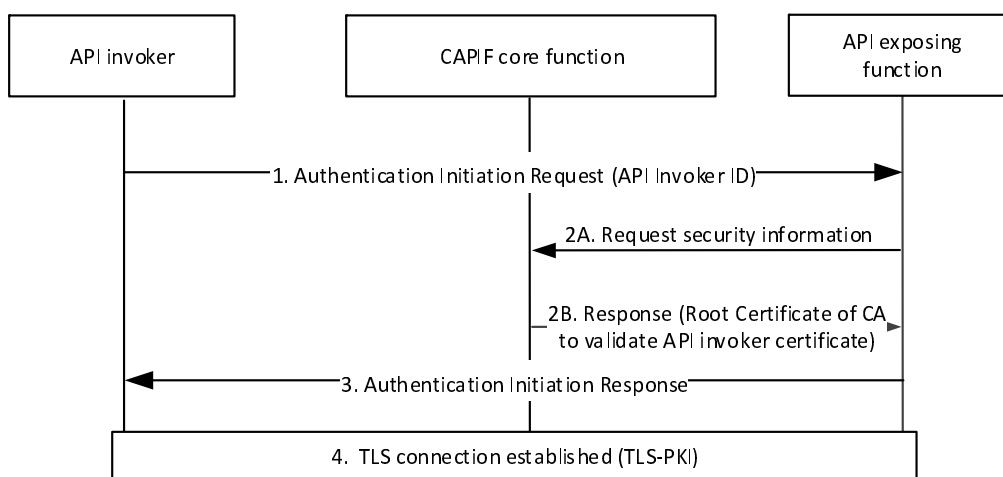 API invoker
CAPIF core function
API exposing
function
1. Authentication Initiation Request (API Invoker ID)
2A. Request security information
2B. Response (Root Certificate of CA
to validate API invoker certificate)
3. Authentication Initiation Response
4. TLS connection established (TLS-PKI)